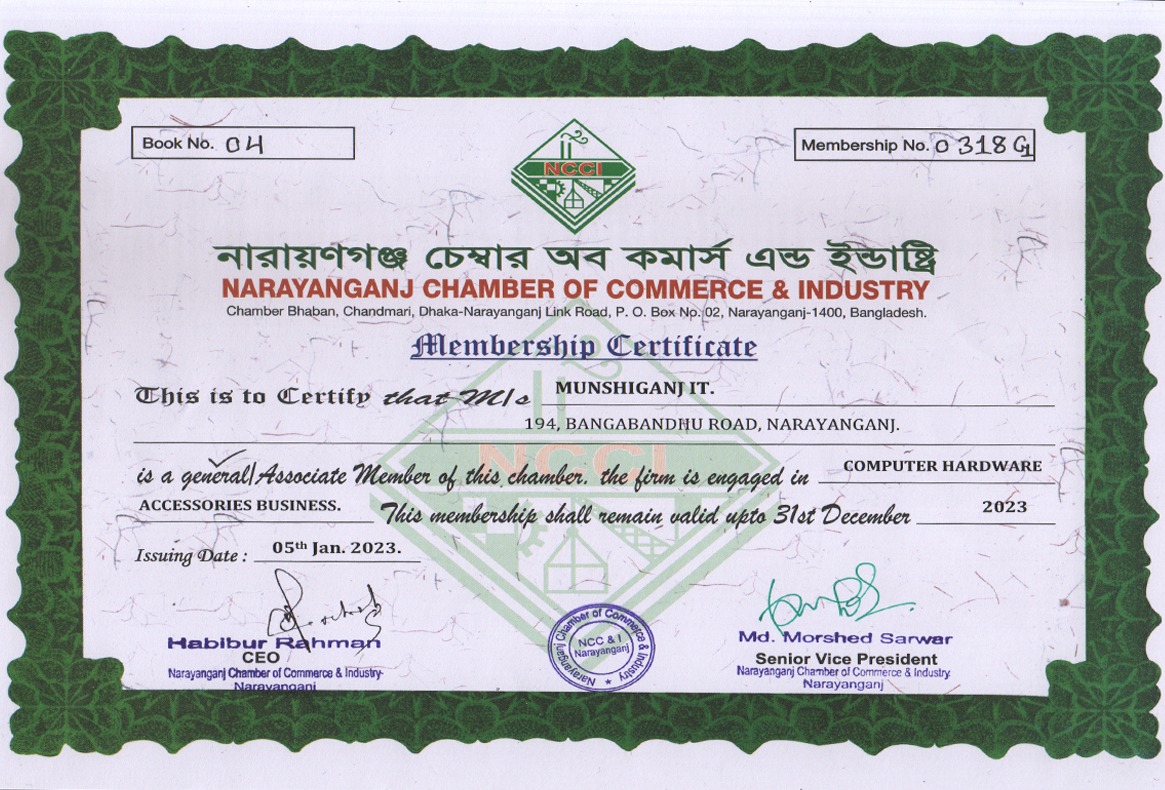 Book No. 04
Membership No. 0318 G
NCCI
নারায়ণগঞ্জ চেম্বার অব কমার্স এন্ড ইন্ডাষ্ট্রি
NARAYANGANJ CHAMBER OF COMMERCE & INDUSTRY
Chamber Bhaban, Chandmari, Dhaka-Narayanganj Link Road, P. O. Box No. 02, Narayanganj-1400, Bangladesh.
Membership Certificate
This is to Certify that M/s MUNSHIGANJ IT.
194, BANGABANDHU ROAD, NARAYANGANJ.
is a general/Associate Member of this chamber. the firm is engaged in COMPUTER HARDWARE
ACCESSORIES BUSINESS. This membership shall remain valid upto 31st December 2023
Issuing Date : 05th Jan. 2023.
Habibur Rahman
CEO
Narayanganj Chamber of Commerce & Industry
Narayanganj
Narayanganj Chamber of Commerce & Industry
NCC & I
Narayanganj
Md. Morshed Sarwar
Senior Vice President
Narayanganj Chamber of Commerce & Industry.
Narayanganj
NCCI